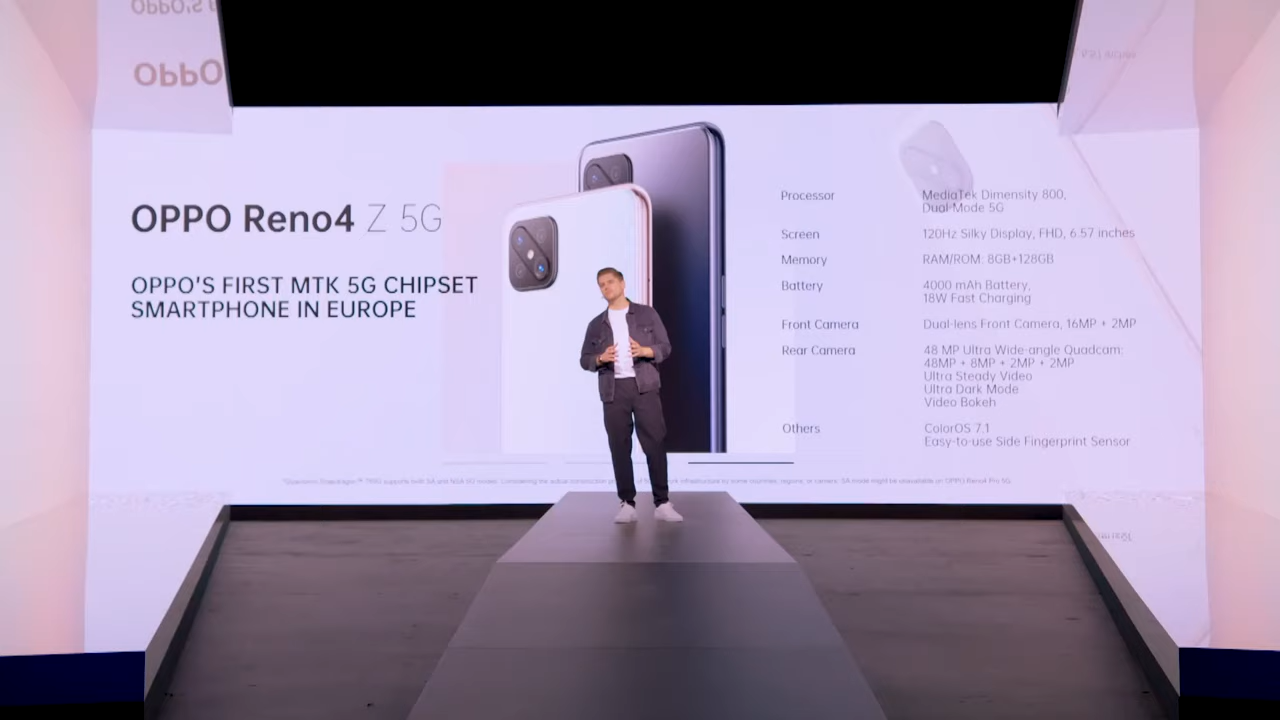 OPPO
OPPO Reno4 Z 5G
OPPO'S FIRST MTK 5G CHIPSET
SMARTPHONE IN EUROPE
Processor
MediaTek Dimensity 800,
Dual-Mode 5G
Screen
120Hz Silky Display, FHD, 6.57 inches
Memory
RAM/ROM: 8GB+128GB
Battery
4000 mAh Battery,
18W Fast Charging
Front Camera
Dual-lens Front Camera, 16MP + 2MP
Rear Camera
48 MP Ultra Wide-angle Quadcam:
48MP + 8MP + 2MP + 2MP
Ultra Steady Video
Ultra Dark Mode
Video Bokeh
Others
ColorOS 7.1
Easy-to-use Side Fingerprint Sensor